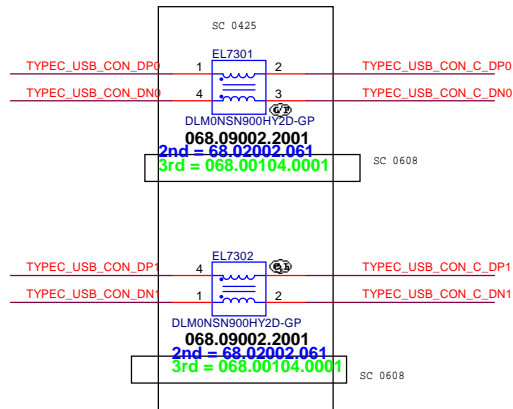 SC 0425
EL7301
TYPEC_USB_CON_DP0 1 2 TYPEC_USB_CON_C_DP0
TYPEC_USB_CON_DN0 4 3 TYPEC_USB_CON_C_DN0
DLM0NSN900HY2D-GP
068.09002.2001
2nd = 68.02002.061
3rd = 068.00104.0001
SC 0608
EL7302
TYPEC_USB_CON_DP1 4 TYPEC_USB_CON_C_DP1
TYPEC_USB_CON_DN1 1 2 TYPEC_USB_CON_C_DN1
DLM0NSN900HY2D-GP
068.09002.2001
2nd = 68.02002.061
3rd = 068.00104.0001
SC 0608